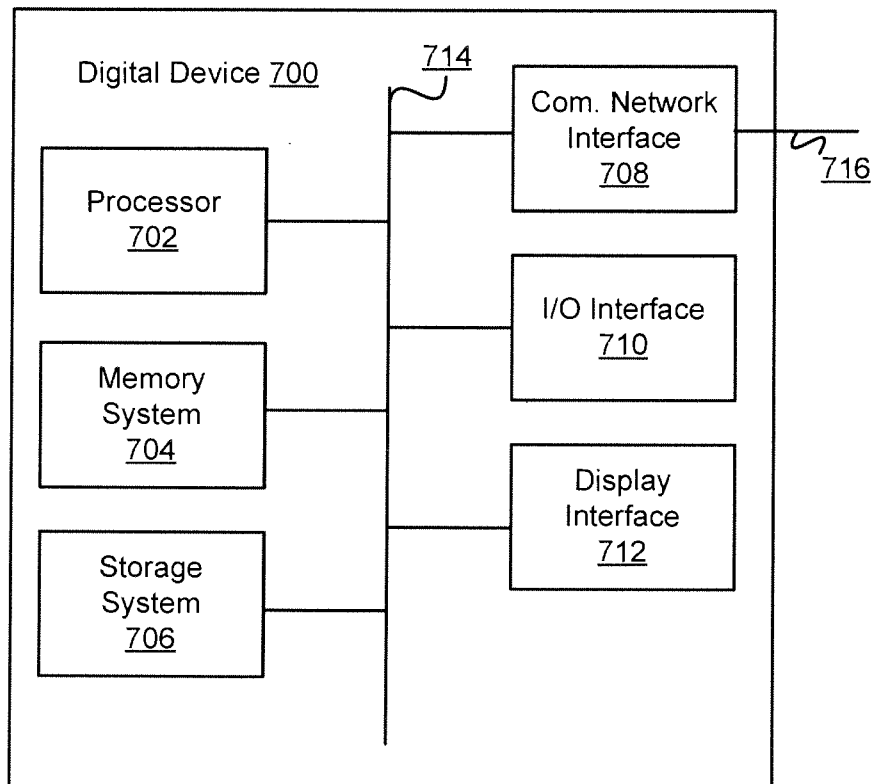 Digital Device 700
714
Com. Network
Interface
708
716
Processor
702
I/O Interface
710
Memory
System
704
Display
Interface
712
Storage
System
706